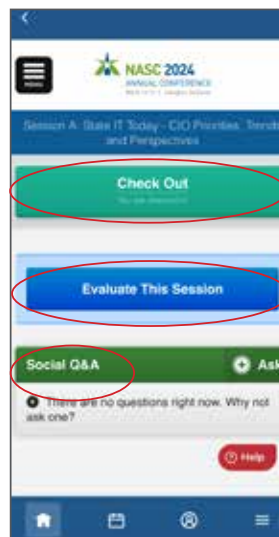 MENU
NASC 2024
ANNUAL CONFERENCE
Session A: State IT Today - CIO Priorities, Trends
and Perspectives
Check Out
Evaluate This Session
Social Q&A
Ask
There are no questions right now. Why not
ask one?
Help